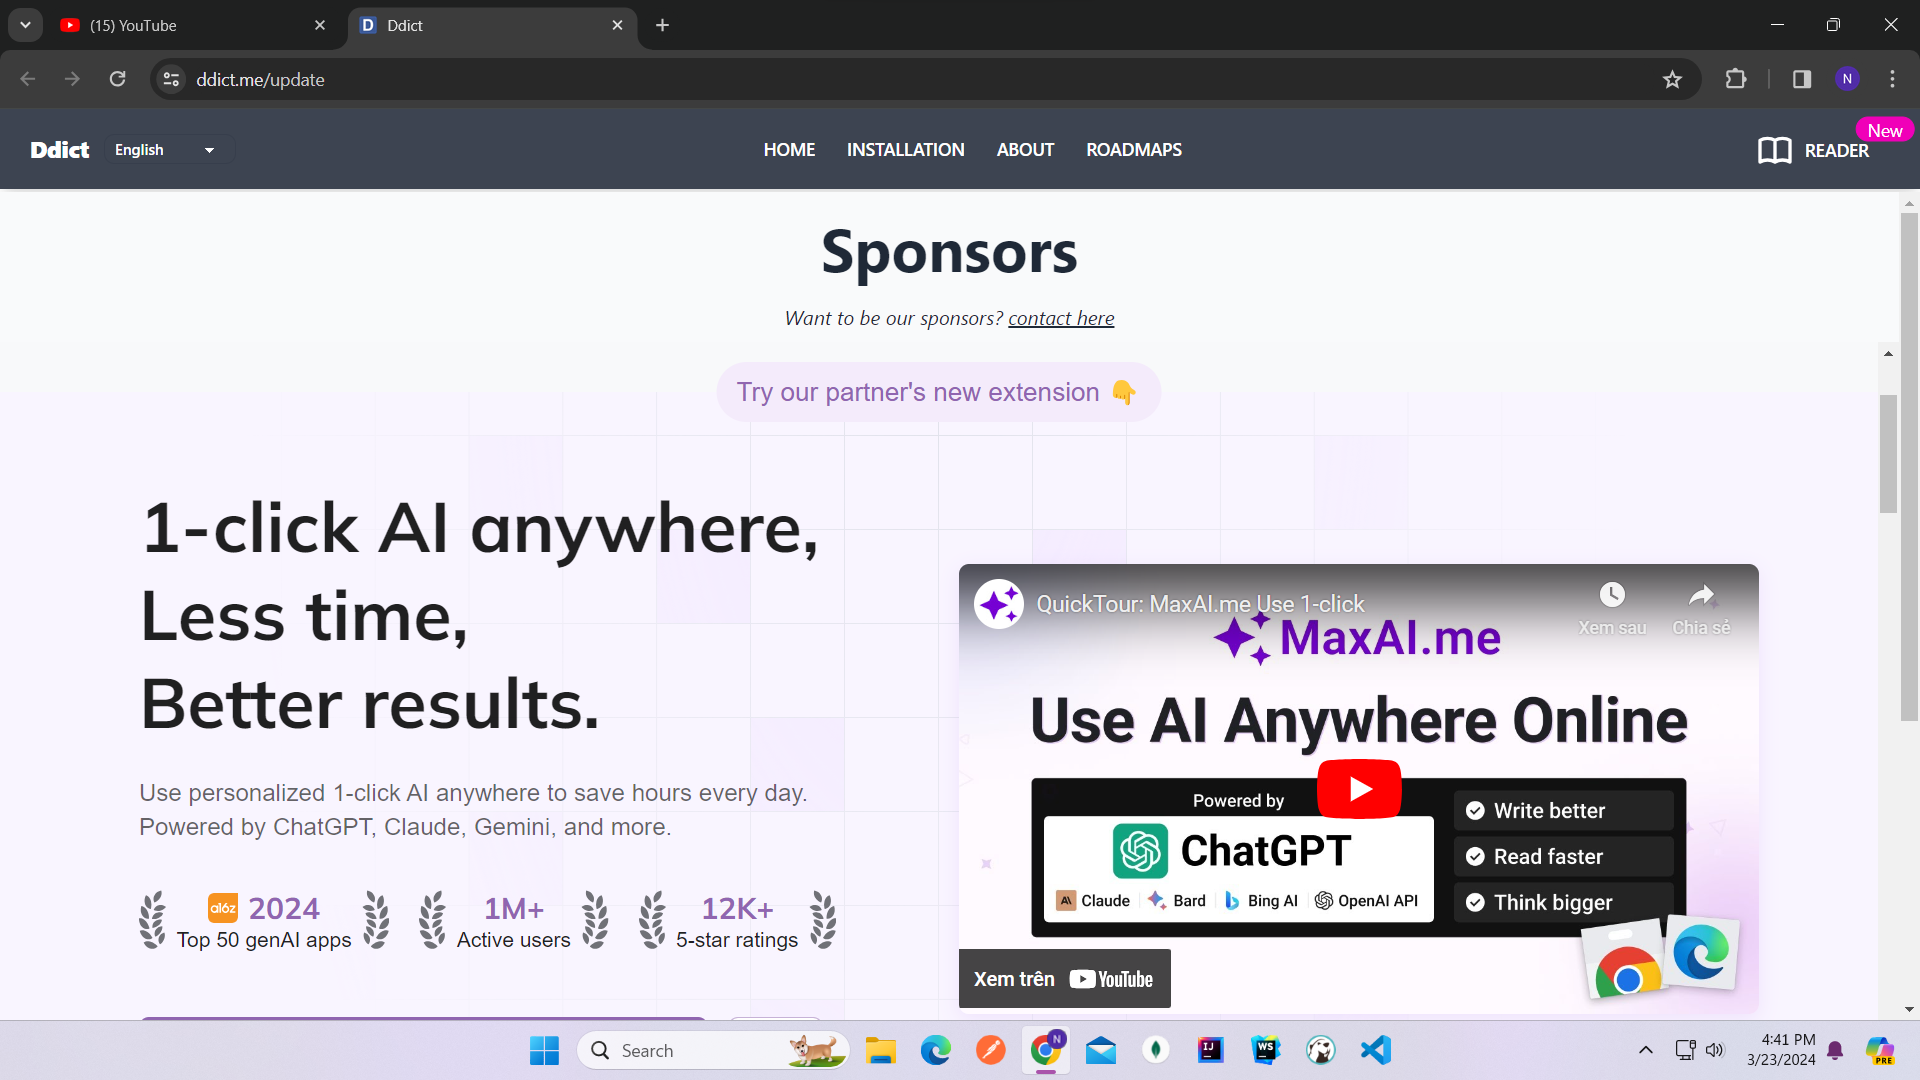 (15) YouTube
Ddict
ddict.me/update
N
Ddict
English
HOME
INSTALLATION
ABOUT
ROADMAPS
New
READER
Sponsors
Want to be our sponsors? contact here
Try our partner's new extension 👇
1-click AI anywhere,
Less time,
Better results.
Use personalized 1-click AI anywhere to save hours every day.
Powered by ChatGPT, Claude, Gemini, and more.
a16z 2024
Top 50 genAI apps
1M+
Active users
12K+
5-star ratings
QuickTour: MaxAI.me Use 1-click
Xem sau
Chia sẻ
MaxAI.me
Use AI Anywhere Online
Powered by
ChatGPT
Claude
Bard
Bing AI
OpenAI API
Write better
Read faster
Think bigger
Xem trên YouTube
Search
N
IJ
WS
4:41 PM
3/23/2024
PRE